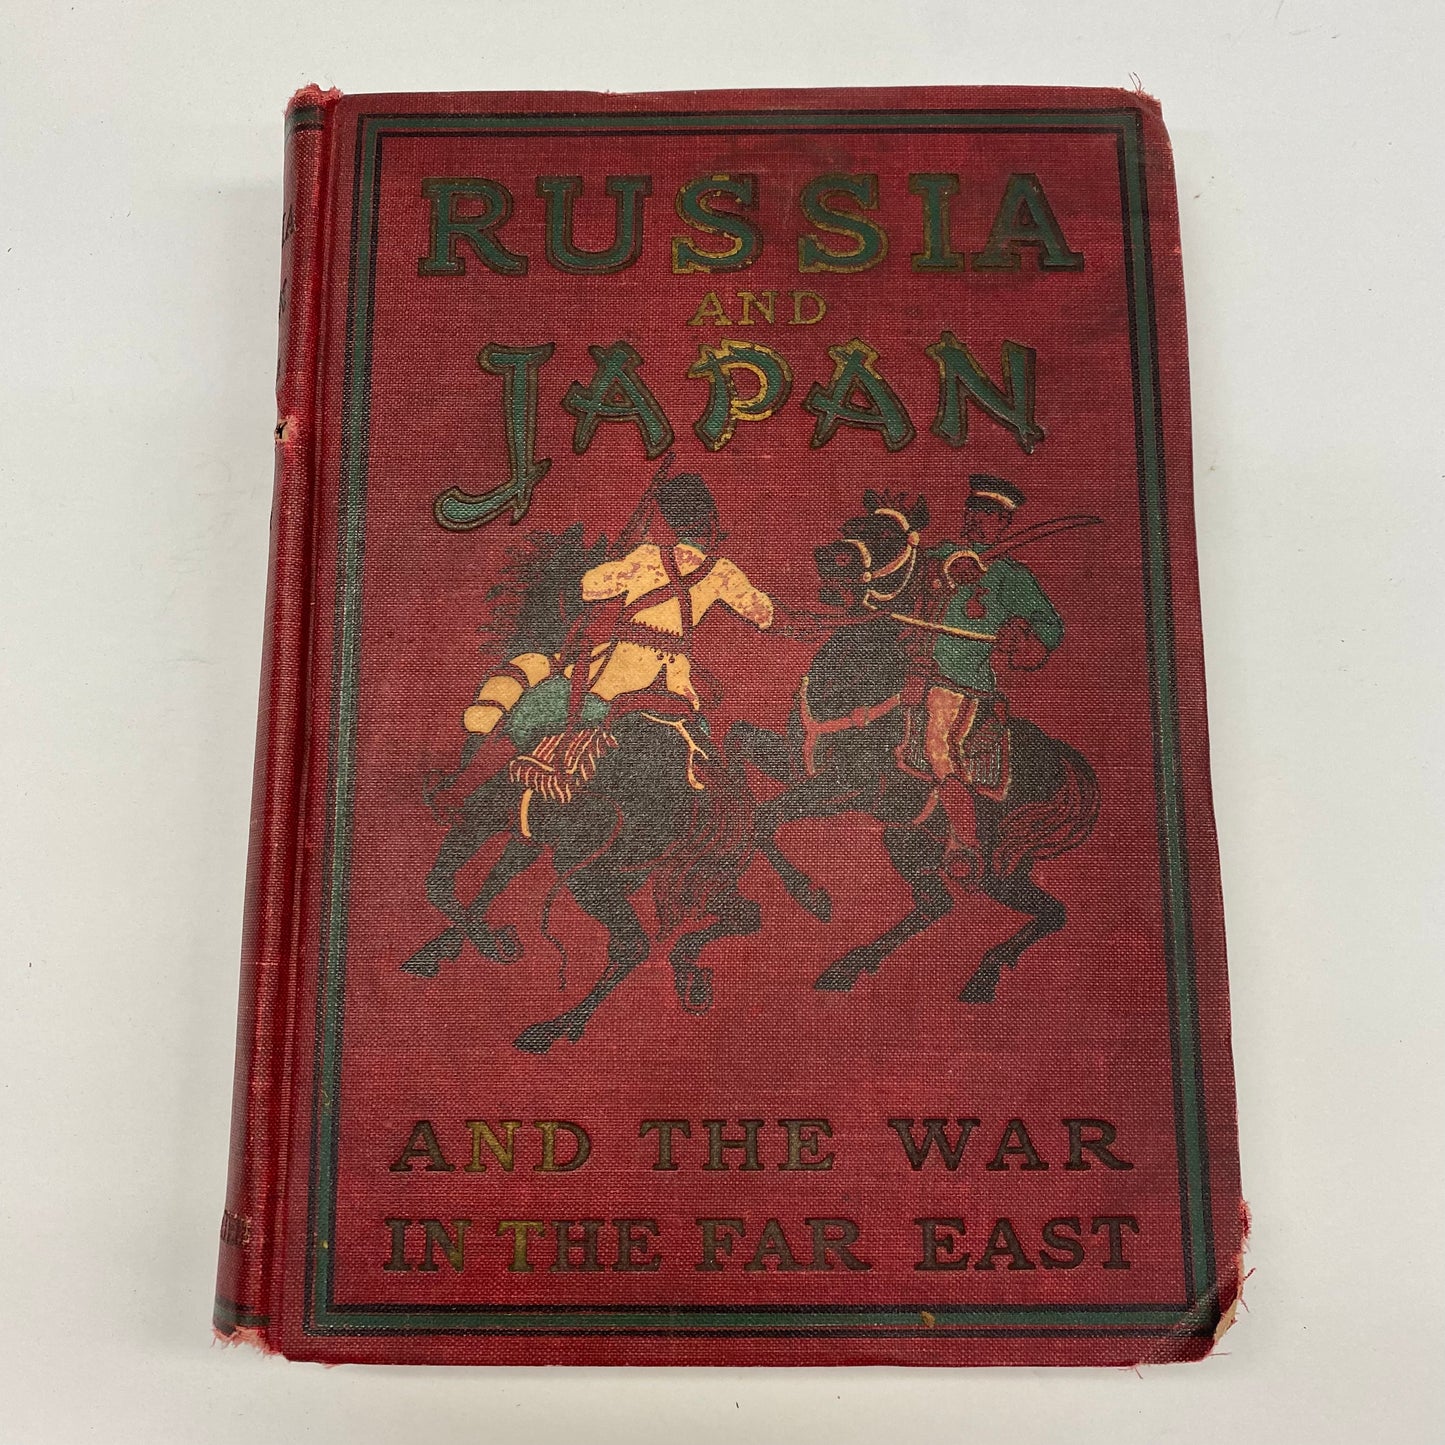 RUSSIA
AND
JAPAN
AND THE WAR
IN THE FAR EAST